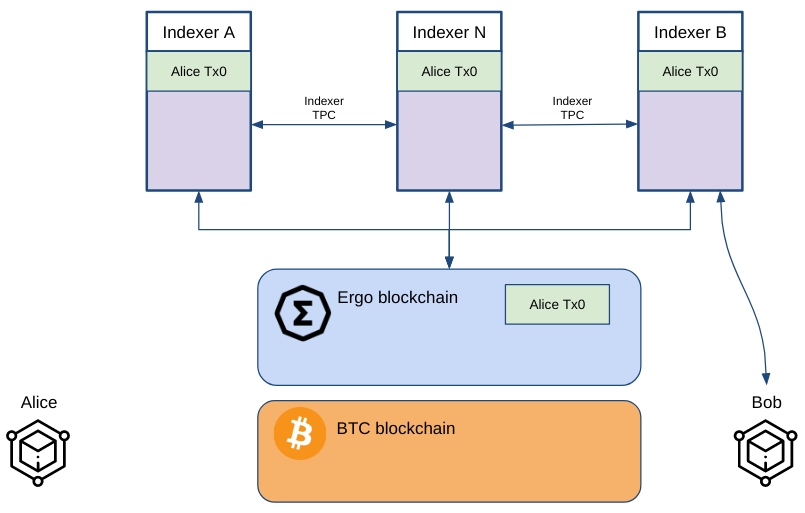 Indexer A
Indexer N
Indexer B
Alice Tx0
Alice Tx0
Alice Tx0
Indexer
TPC
Indexer
TPC
Σ
Ergo blockchain
Alice Tx0
Alice
Bob
₿
BTC blockchain